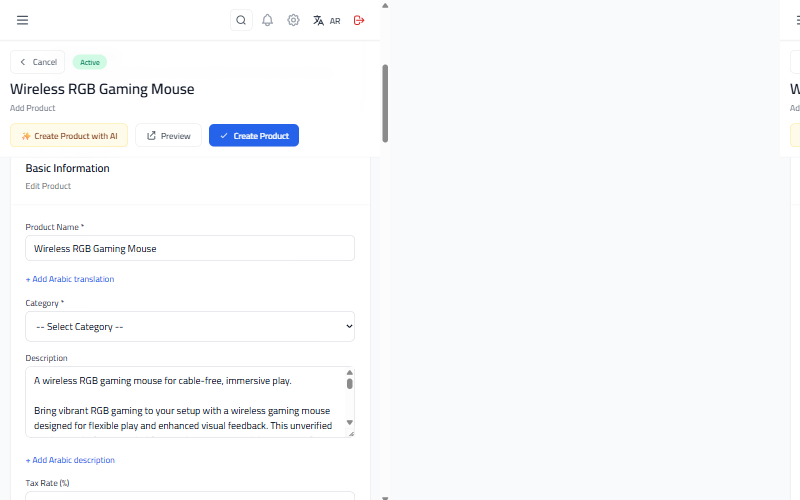 AR
Cancel
Active
Wireless RGB Gaming Mouse
Add Product
Create Product with AI
Preview
Create Product
Basic Information
Edit Product
Product Name *
Wireless RGB Gaming Mouse
+ Add Arabic translation
Category *
-- Select Category --
Description
A wireless RGB gaming mouse for cable-free, immersive play.
Bring vibrant RGB gaming to your setup with a wireless gaming mouse
designed for flexible play and enhanced visual feedback. This unverified
+ Add Arabic description
Tax Rate (%)